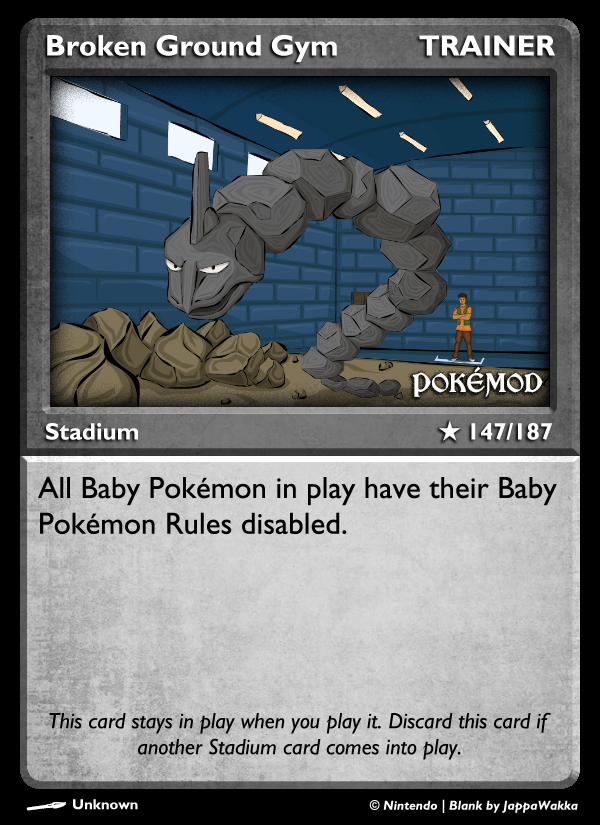 Broken Ground Gym TRAINER
POKÉMOD
Stadium ★ 147/187
All Baby Pokémon in play have their Baby
Pokémon Rules disabled.
This card stays in play when you play it. Discard this card if
another Stadium card comes into play.
Unknown © Nintendo | Blank by JappaWakka